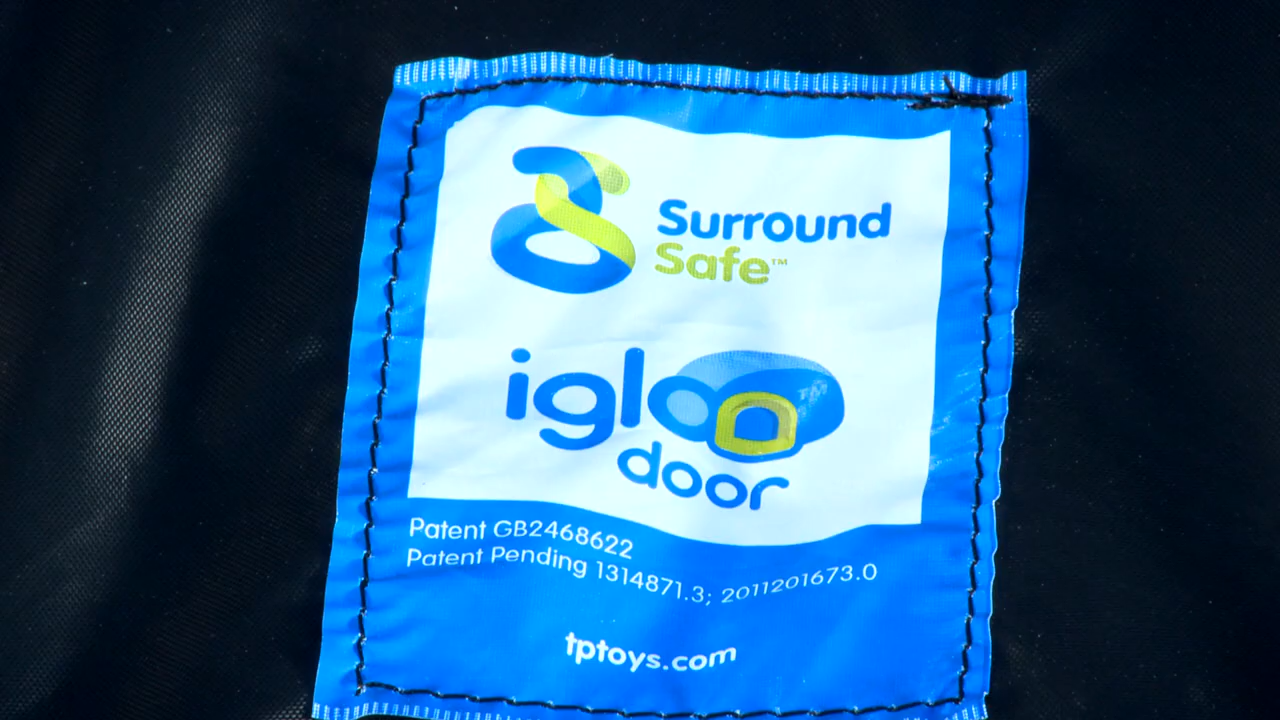 Surround
Safe™
igloo
door
Patent GB2468622
Patent Pending 1314871.3; 2011201673.0
tptoys.com